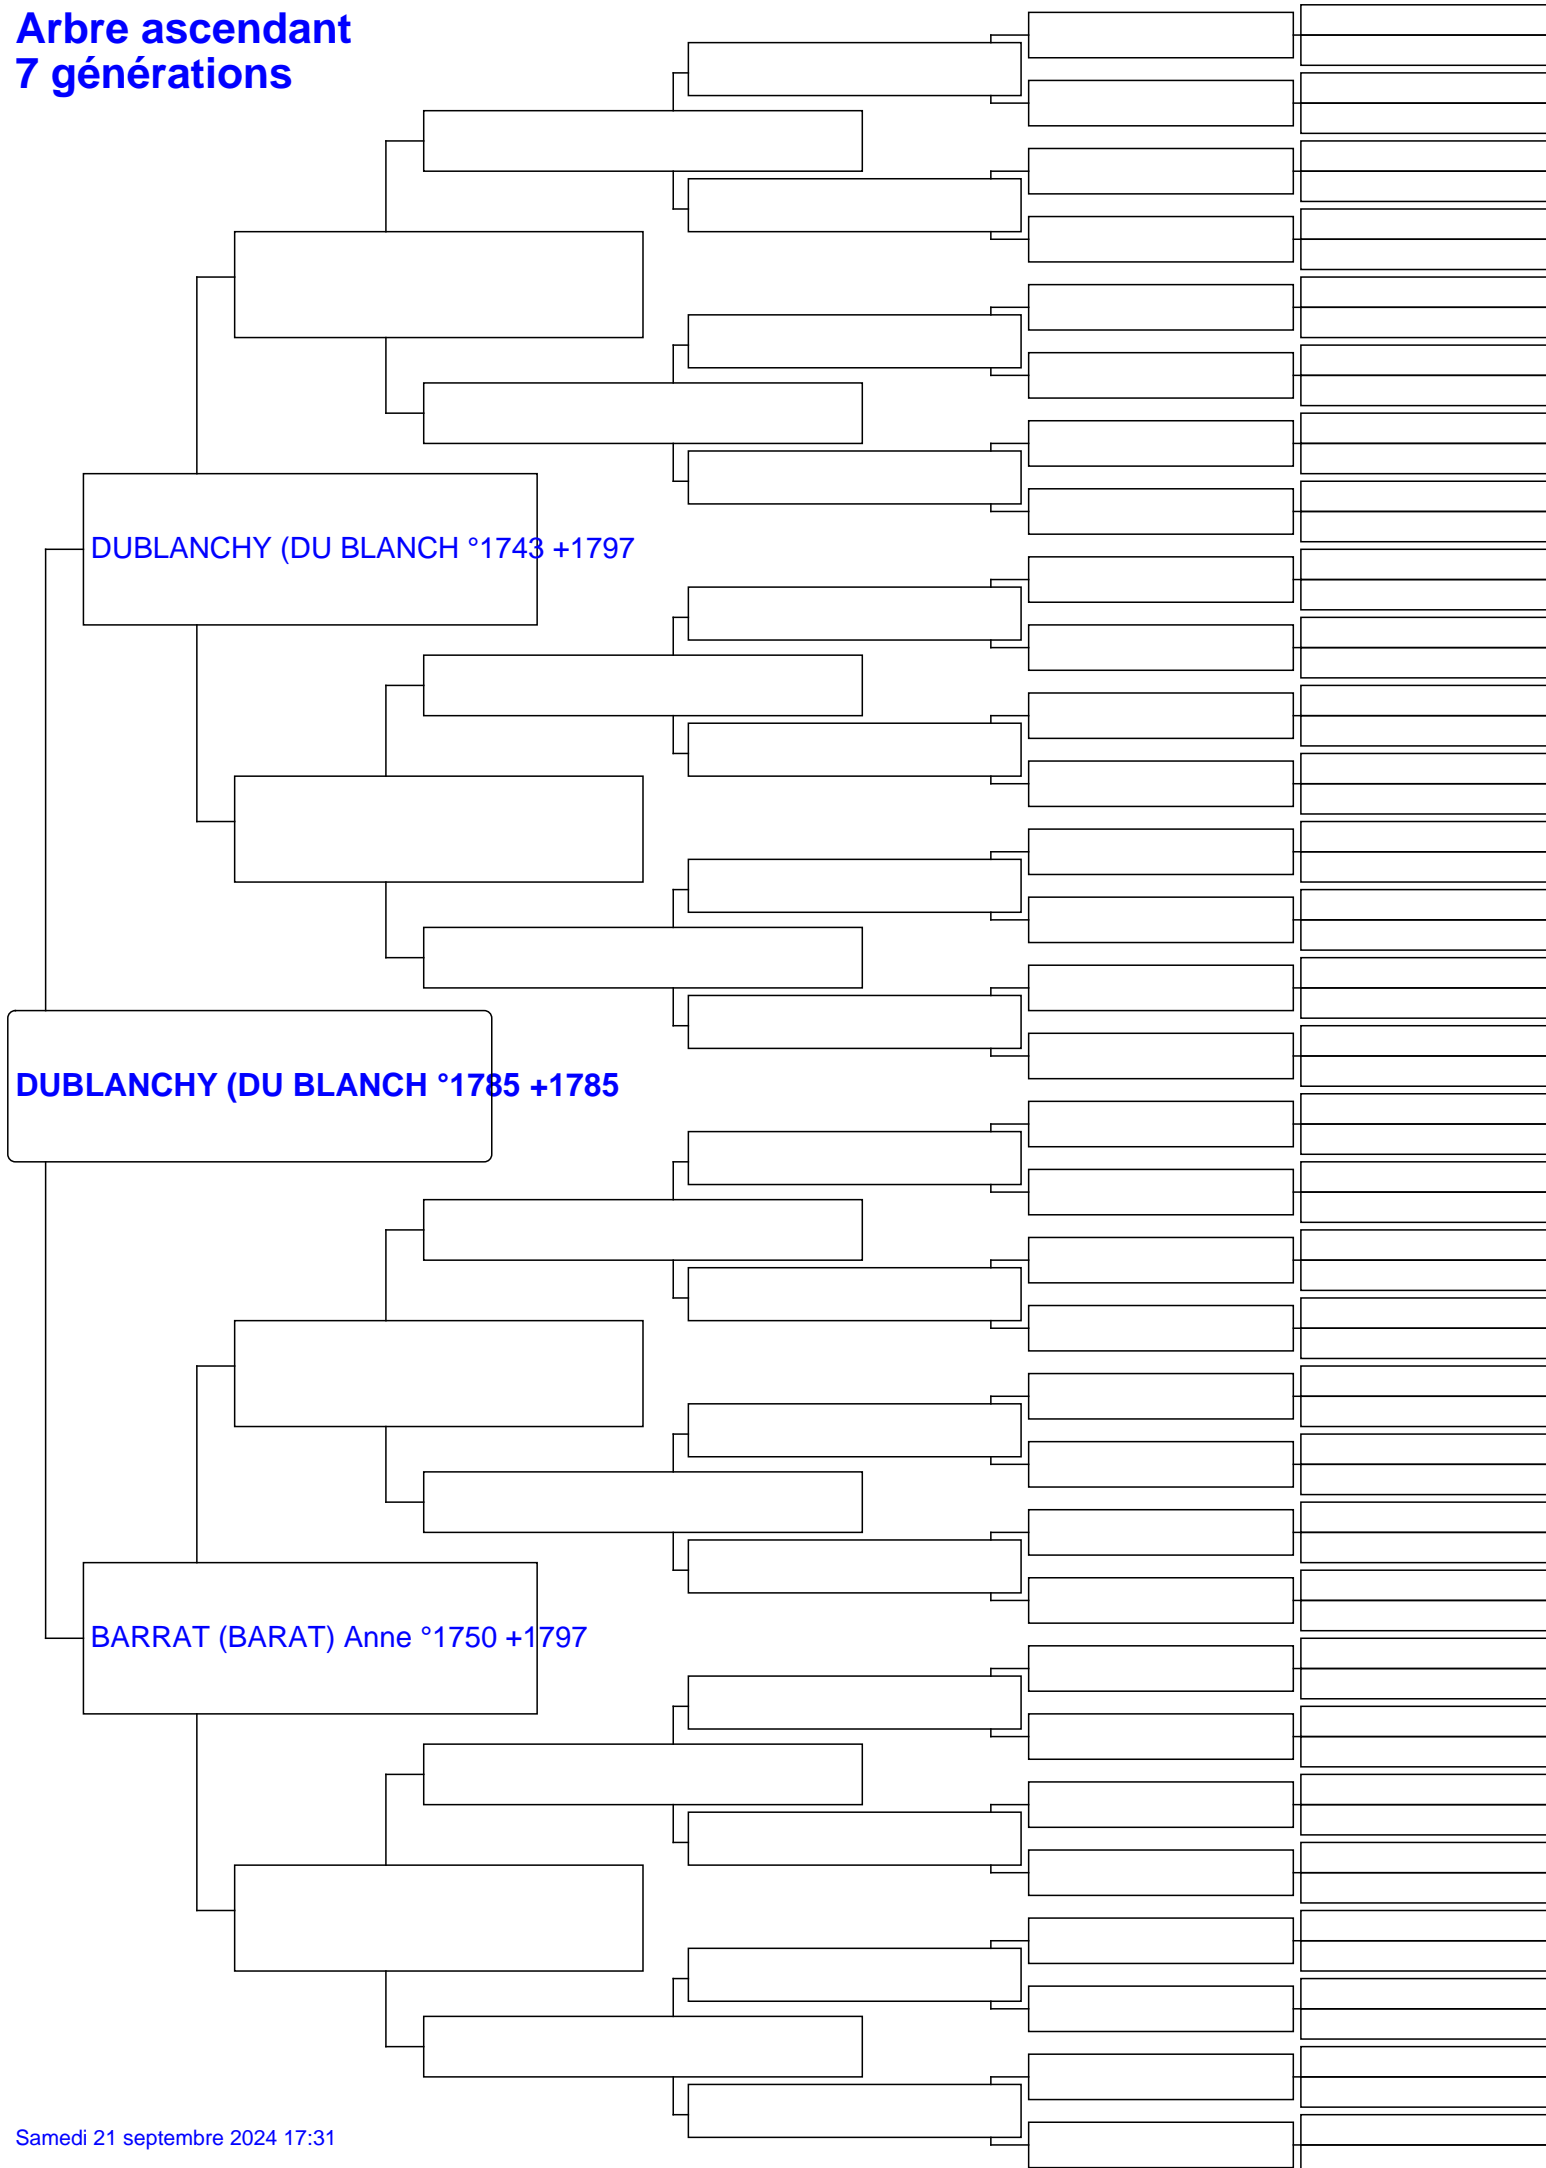 Arbre ascendant
7 générations
DUBLANCHY (DU BLANCH °1743 +1797
DUBLANCHY (DU BLANCH °1785 +1785
BARRAT (BARAT) Anne °1750 +1797
Samedi 21 septembre 2024 17:31